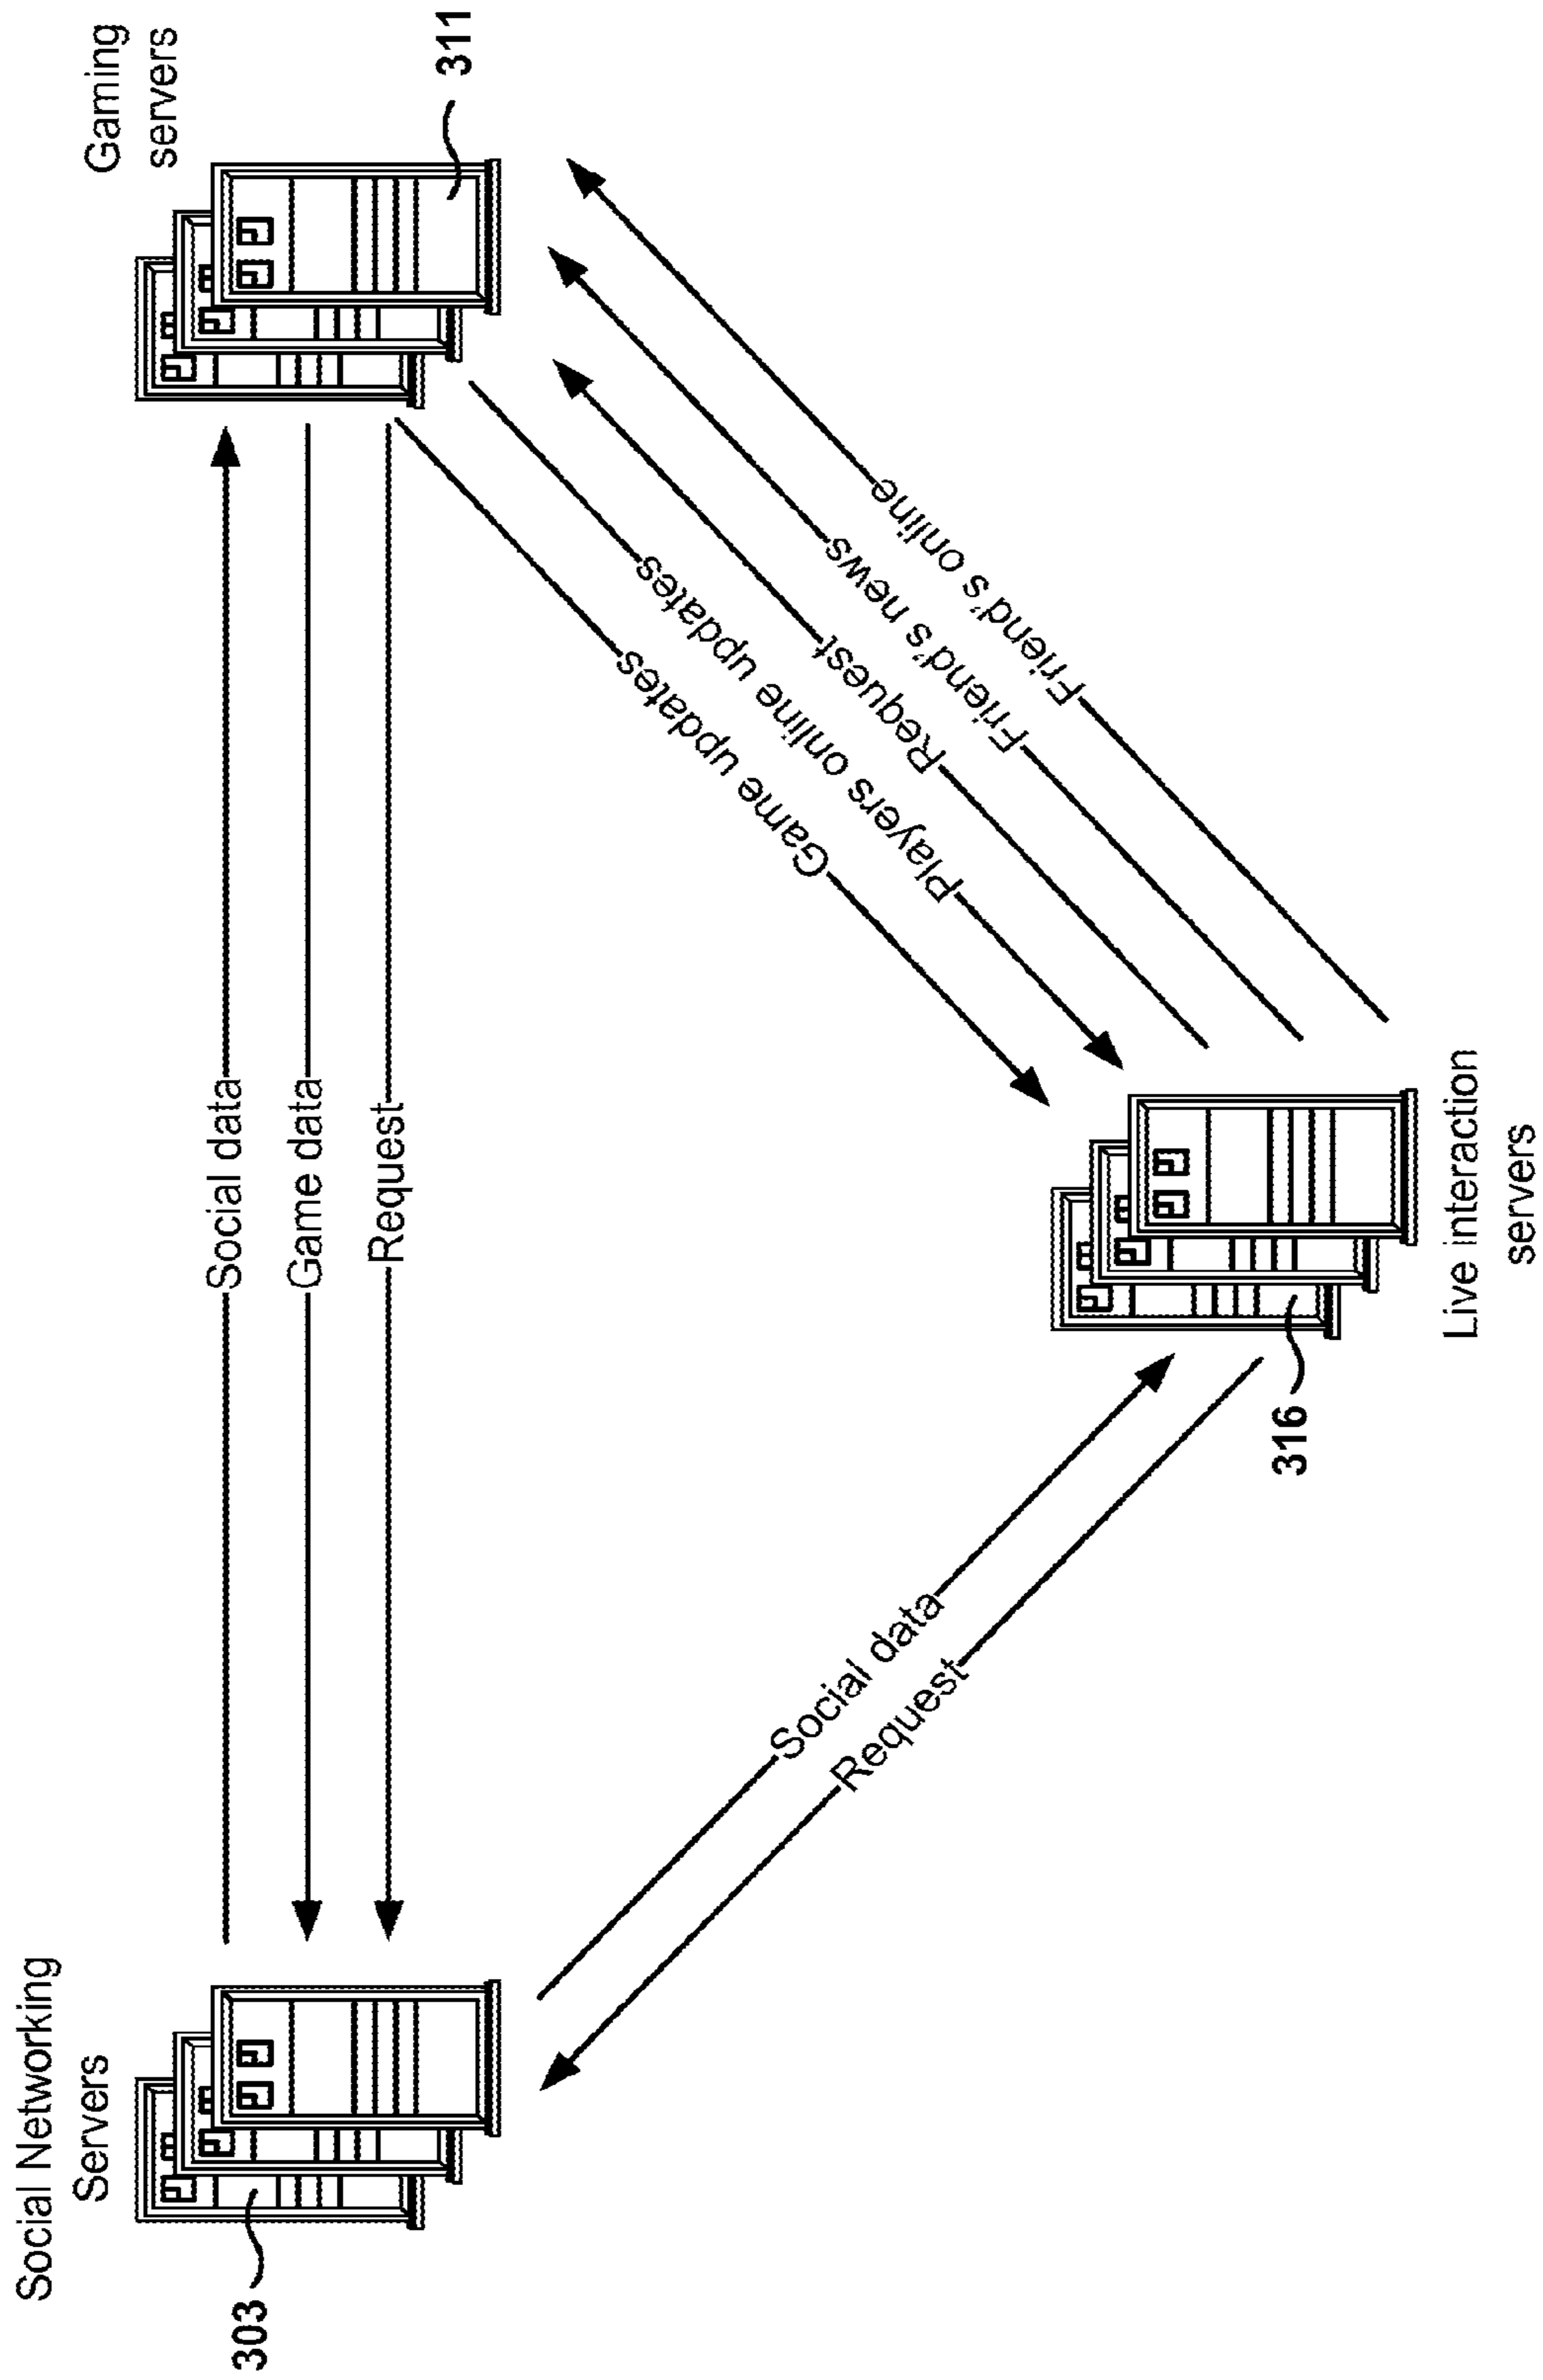 Social Networking
Servers
303
Gaming
servers
311
Social data
Game data
Request
Social data
Request
Game updates
Players online updates
Request
Friend's news
Friend's online
316
Live interaction
servers